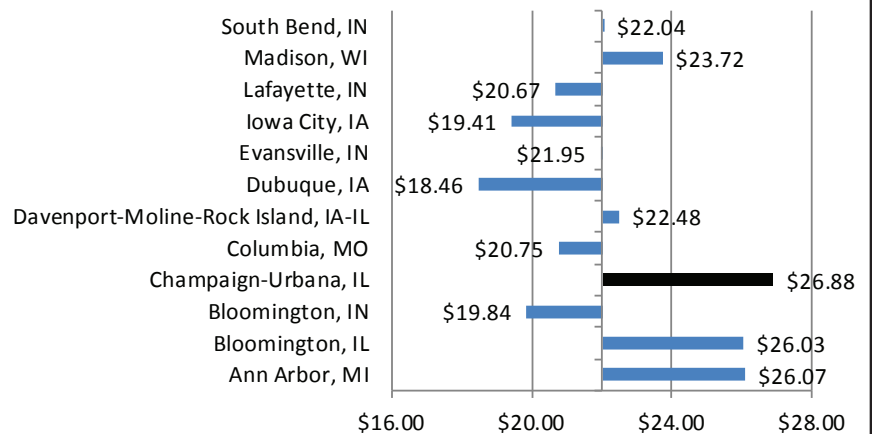 South Bend, IN $22.04
Madison, WI $23.72
Lafayette, IN $20.67
Iowa City, IA $19.41
Evansville, IN $21.95
Dubuque, IA $18.46
Davenport-Moline-Rock Island, IA-IL $22.48
Columbia, MO $20.75
Champaign-Urbana, IL $26.88
Bloomington, IN $19.84
Bloomington, IL $26.03
Ann Arbor, MI $26.07
$16.00 $20.00 $24.00 $28.00